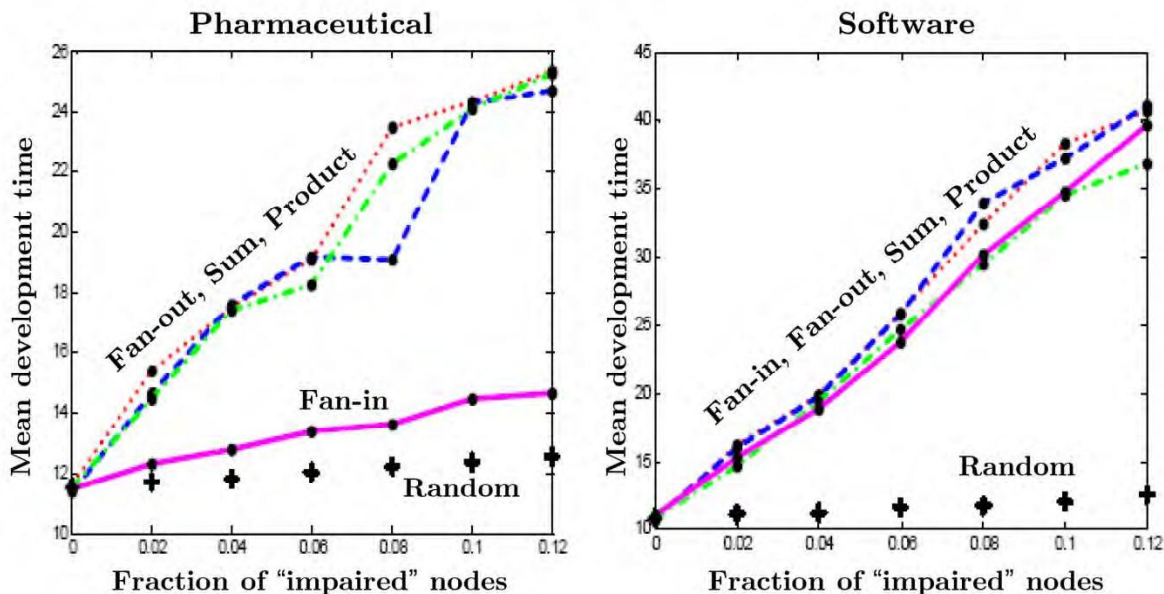 Pharmaceutical
26
24
22
20
18
16
14
12
10
0
0.02
0.04
0.06
0.08
0.1
0.12
Mean development time
Fraction of “impaired” nodes
Fan-out, Sum, Product
Fan-in
Random
Software
45
40
35
30
25
20
15
10
0
0.02
0.04
0.06
0.08
0.1
0.12
Mean development time
Fraction of “impaired” nodes
Fan-in, Fan-out, Sum, Product
Random